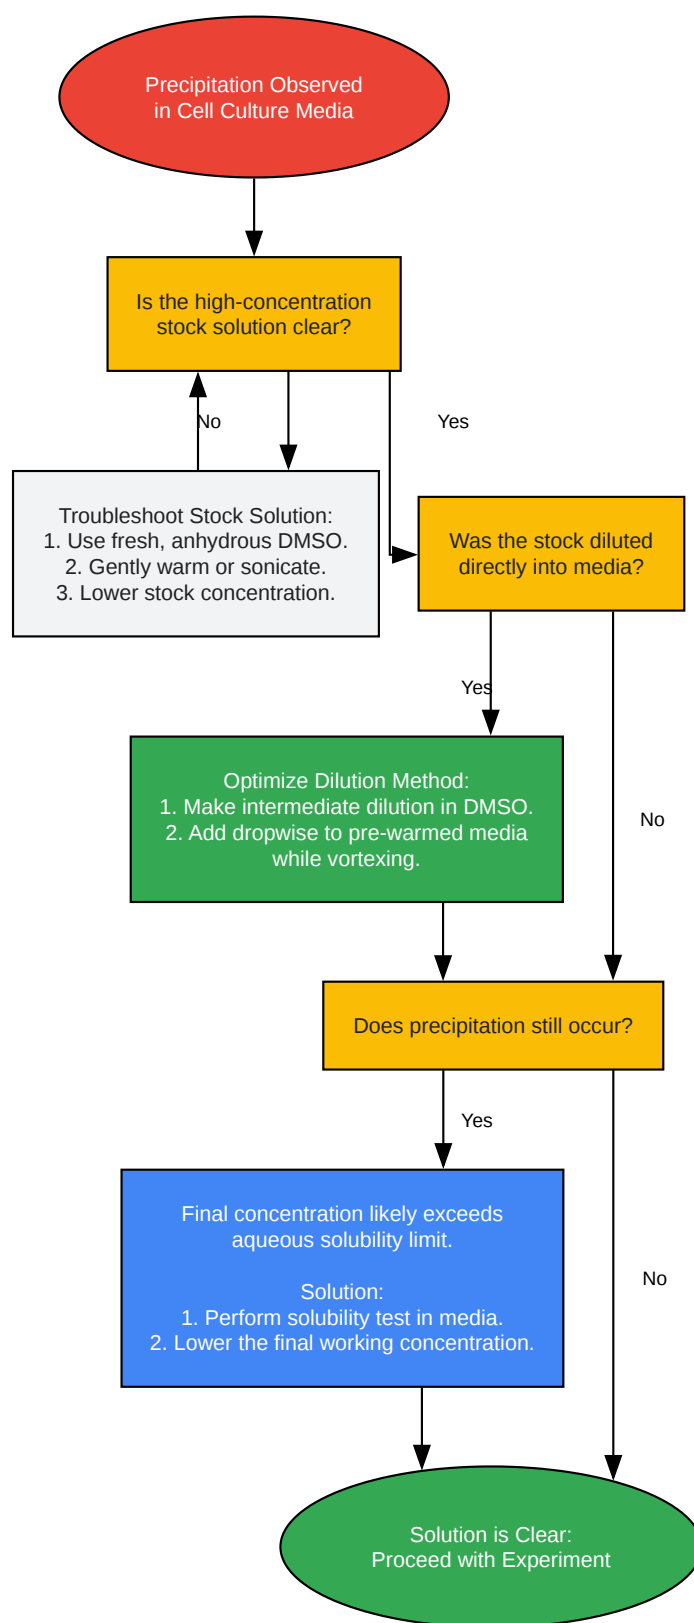 Precipitation Observed
in Cell Culture Media
Is the high-concentration
stock solution clear?
No
Yes
Troubleshoot Stock Solution:
1. Use fresh, anhydrous DMSO.
2. Gently warm or sonicate.
3. Lower stock concentration.
Was the stock diluted
directly into media?
Yes
Optimize Dilution Method:
1. Make intermediate dilution in DMSO.
2. Add dropwise to pre-warmed media
while vortexing.
No
Does precipitation still occur?
Yes
Final concentration likely exceeds
aqueous solubility limit.
Solution:
1. Perform solubility test in media.
2. Lower the final working concentration.
No
Solution is Clear:
Proceed with Experiment